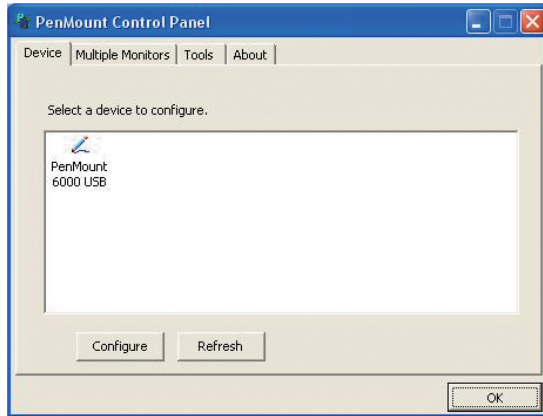 PenMount Control Panel
Device Multiple Monitors Tools About
Select a device to configure.
PenMount
6000 USB
Configure Refresh
OK